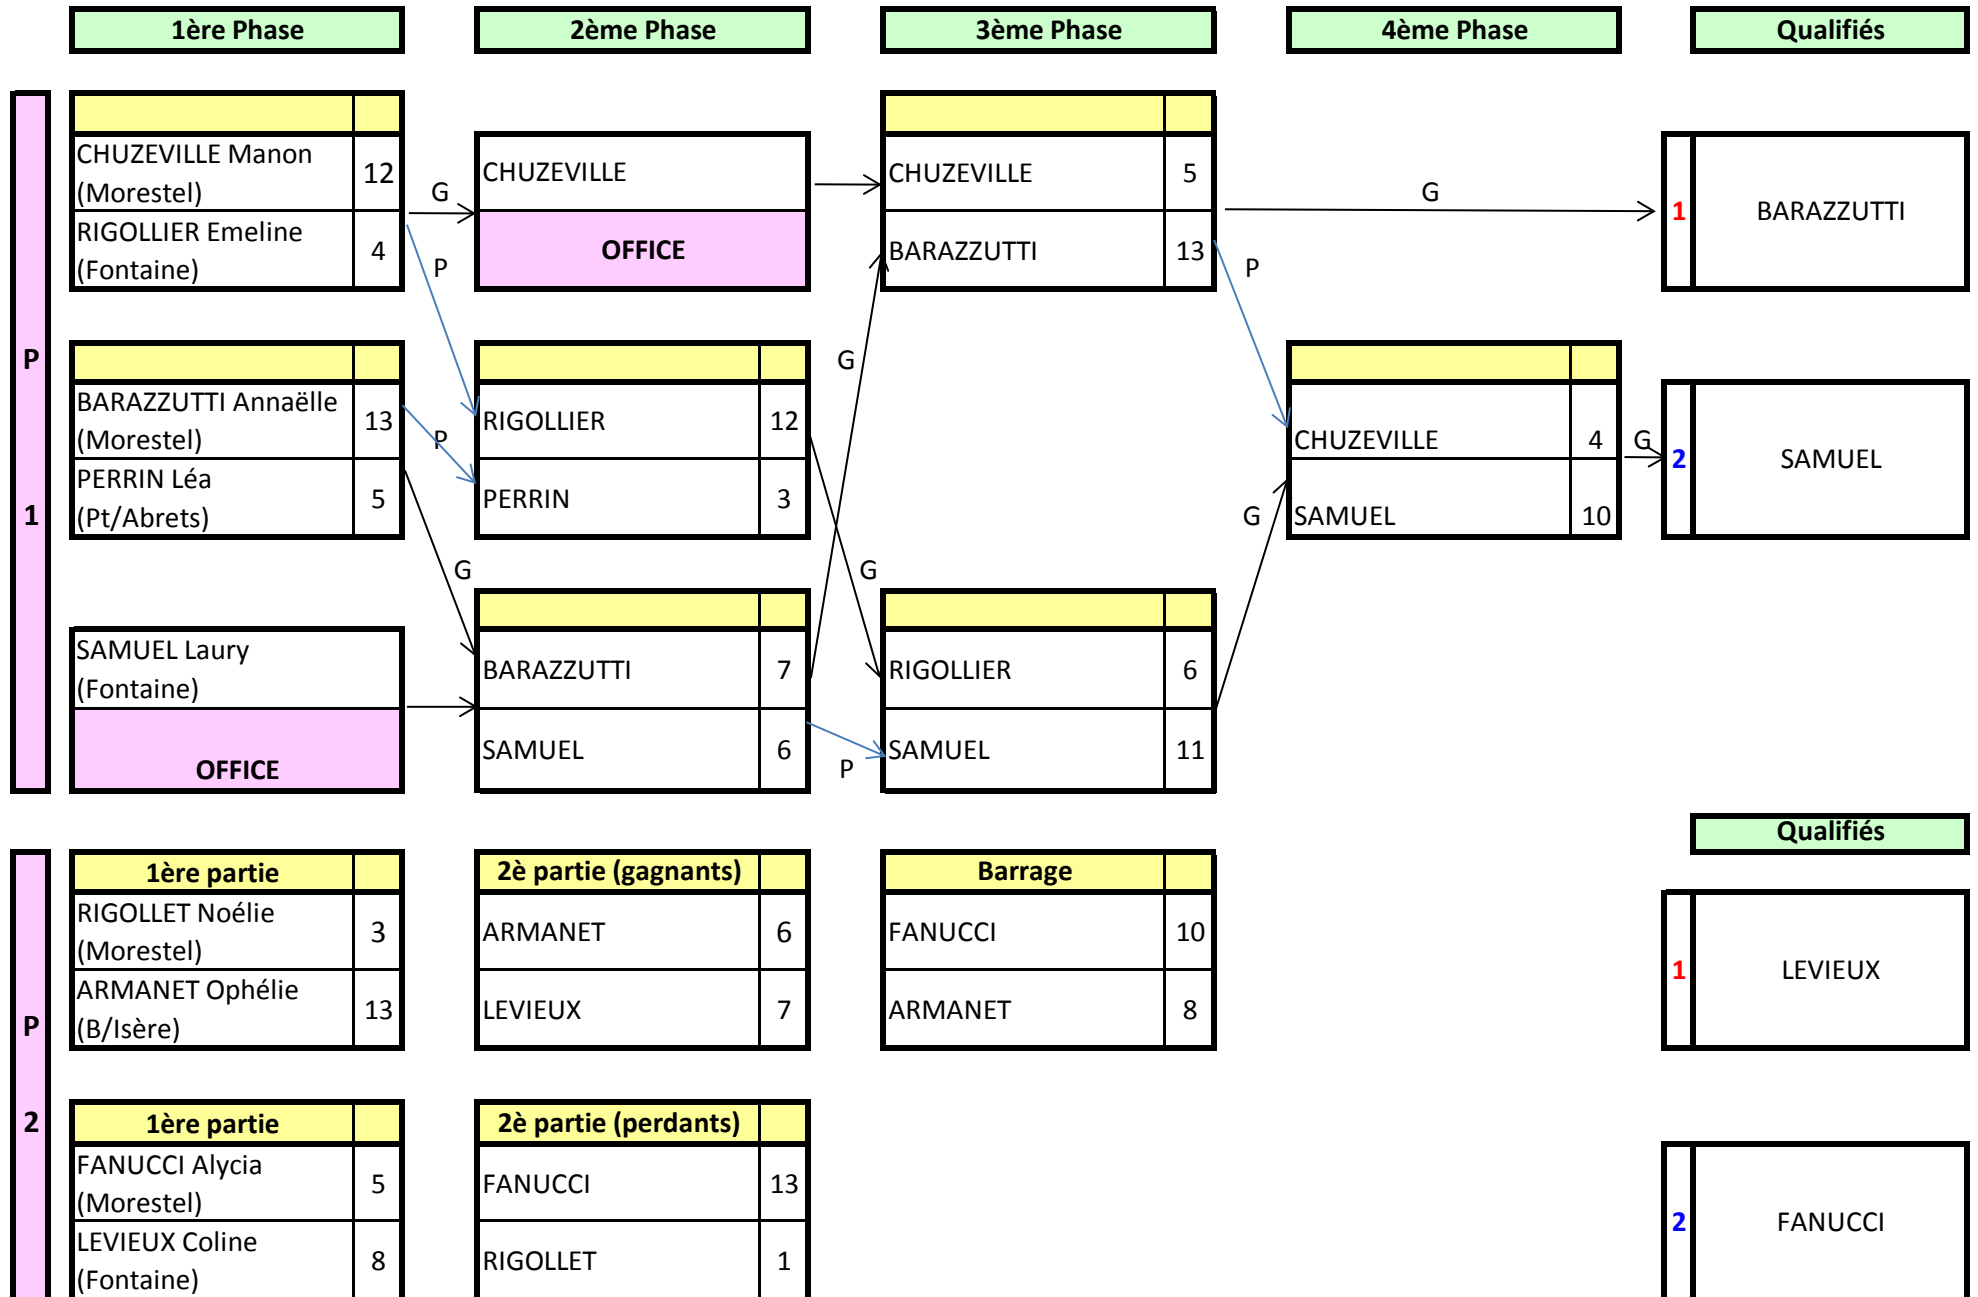 1ère Phase 2ème Phase 3ème Phase 4ème Phase Qualifiés
P
1
CHUZEVILLE Manon
(Morestel)
12
RIGOLLIER Emeline
(Fontaine)
4
G
P
CHUZEVILLE
OFFICE
CHUZEVILLE 5
BARAZZUTTI 13
G
P
1 BARAZZUTTI
BARAZZUTTI Annaëlle
(Morestel)
13
PERRIN Léa
(Pt/Abrets)
5
P
G
RIGOLLIER 12
PERRIN 3
G
G
CHUZEVILLE 4
SAMUEL 10
G
G
2 SAMUEL
SAMUEL Laury
(Fontaine)
OFFICE
BARAZZUTTI 7
SAMUEL 6
P
RIGOLLIER 6
SAMUEL 11
Qualifiés
P
2
1ère partie
RIGOLLET Noélie
(Morestel)
3
ARMANET Ophélie
(B/Isère)
13
2è partie (gagnants)
ARMANET 6
LEVIEUX 7
Barrage
FANUCCI 10
ARMANET 8
1 LEVIEUX
1ère partie
FANUCCI Alycia
(Morestel)
5
LEVIEUX Coline
(Fontaine)
8
2è partie (perdants)
FANUCCI 13
RIGOLLET 1
2 FANUCCI